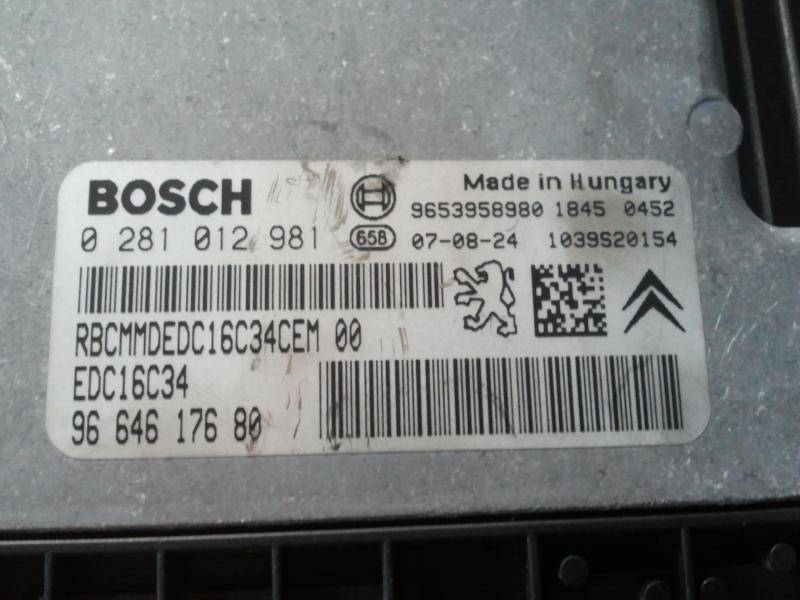 BOSCH
Made in Hungary
9653958980 1845 0452
0 281 012 981
658
07-08-24 1039S20154
RBCMMDEDC16C34CEM 00
EDC16C34
96 646 176 80